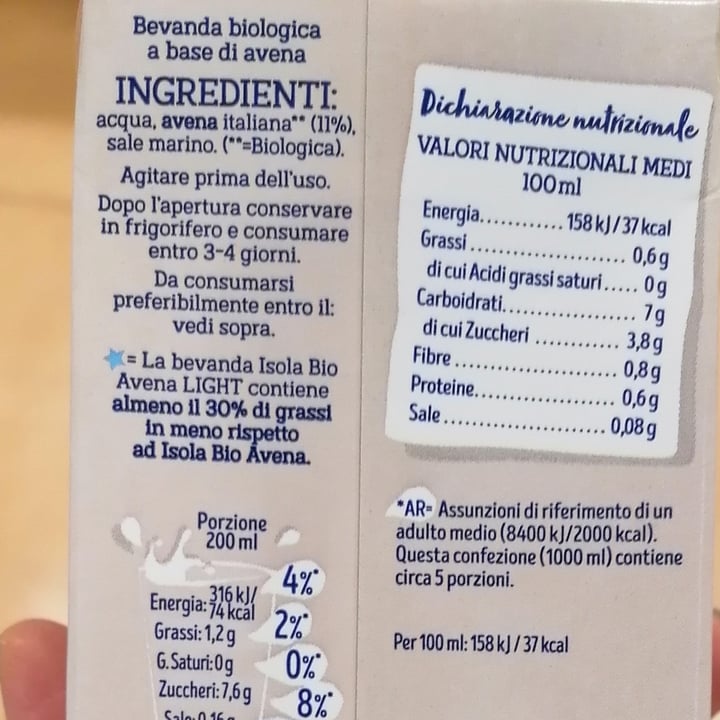 Bevanda biologica
a base di avena
INGREDIENTI:
acqua, avena italiana** (11%),
sale marino. (**=Biologica).
Agitare prima dell'uso.
Dopo l'apertura conservare
in frigorifero e consumare
entro 3-4 giorni.
Da consumarsi
preferibilmente entro il:
vedi sopra.
= La bevanda Isola Bio
Avena LIGHT contiene
almeno il 30% di grassi
in meno rispetto
ad Isola Bio Avena.
Porzione
200 ml
Energia: 316 kJ/ 74 kcal 4%*
Grassi: 1,2 g 2%*
G.Saturi: 0 g 0%*
Zuccheri: 7,6 g 8%*
Sale: 0,16 g
Dichiarazione nutrizionale
VALORI NUTRIZIONALI MEDI
100 ml
Energia............ 158 kJ / 37 kcal
Grassi ...................... 0,6 g
di cui Acidi grassi saturi..... 0 g
Carboidrati................... 7 g
di cui Zuccheri ............ 3,8 g
Fibre ....................... 0,8 g
Proteine.................... 0,6 g
Sale ....................... 0,08 g
*AR= Assunzioni di riferimento di un
adulto medio (8400 kJ/2000 kcal).
Questa confezione (1000 ml) contiene
circa 5 porzioni.
Per 100 ml: 158 kJ / 37 kcal